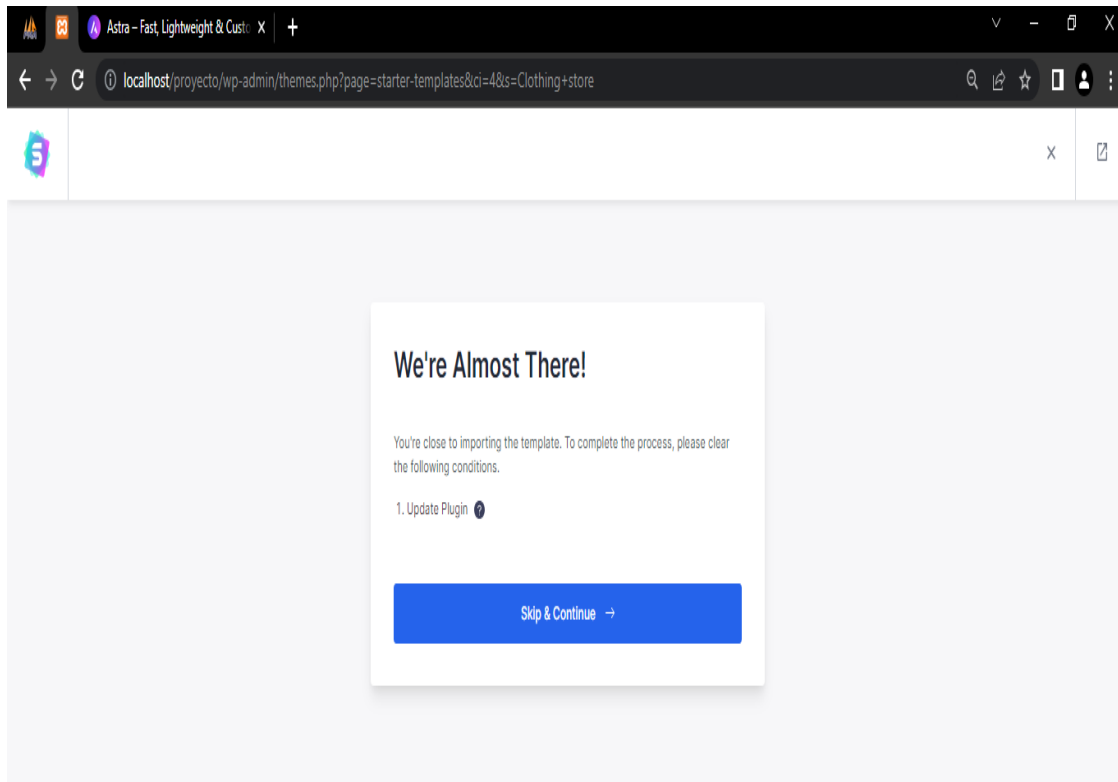 Astra – Fast, Lightweight & Custo
localhost/proyecto/wp-admin/themes.php?page=starter-templates&ci=4&s=Clothing+store
We're Almost There!
You're close to importing the template. To complete the process, please clear
the following conditions.
1. Update Plugin ?
Skip & Continue →